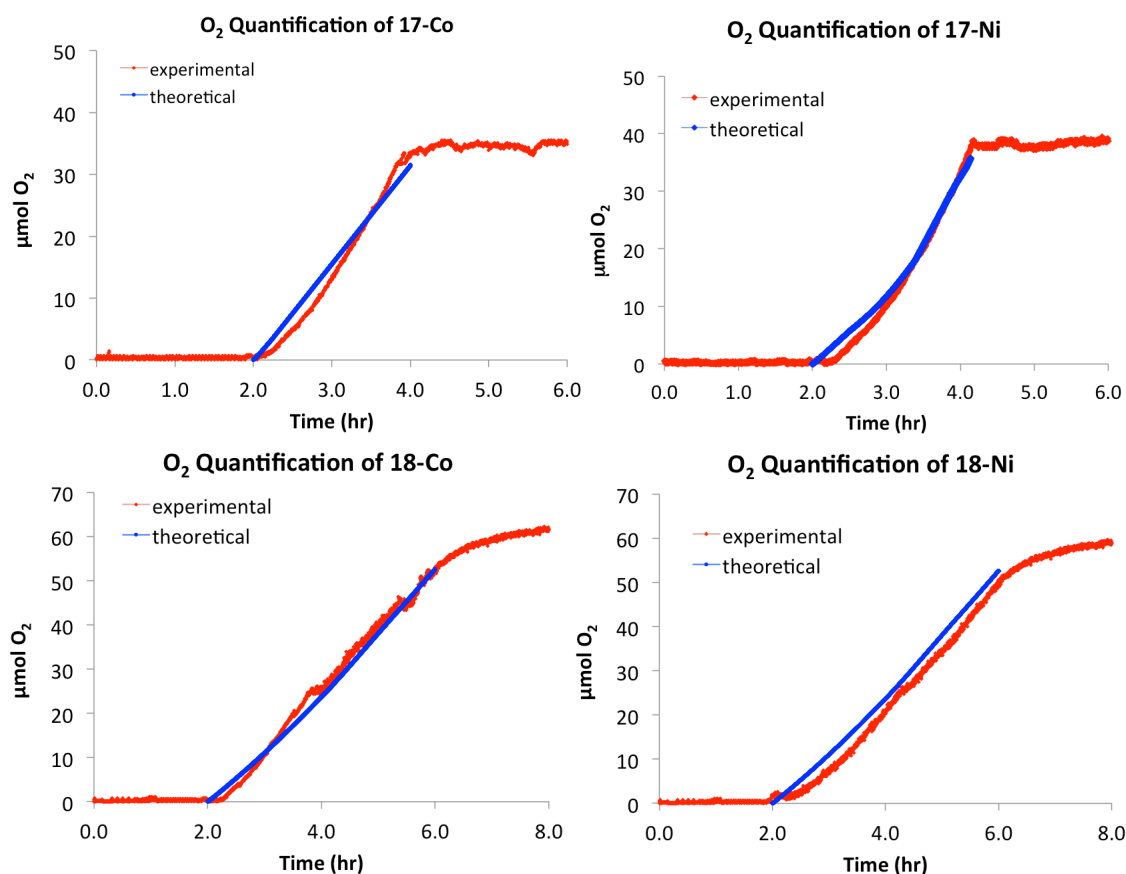 O2 Quantification of 17-Co
50
40
30
20
10
0
μmol O2
experimental
theoretical
0.0 1.0 2.0 3.0 4.0 5.0 6.0
Time (hr)
O2 Quantification of 17-Ni
50
40
30
20
10
0
μmol O2
experimental
theoretical
0.0 1.0 2.0 3.0 4.0 5.0 6.0
Time (hr)
O2 Quantification of 18-Co
70
60
50
40
30
20
10
0
μmol O2
experimental
theoretical
0.0 2.0 4.0 6.0 8.0
Time (hr)
O2 Quantification of 18-Ni
70
60
50
40
30
20
10
0
μmol O2
experimental
theoretical
0.0 2.0 4.0 6.0 8.0
Time (hr)